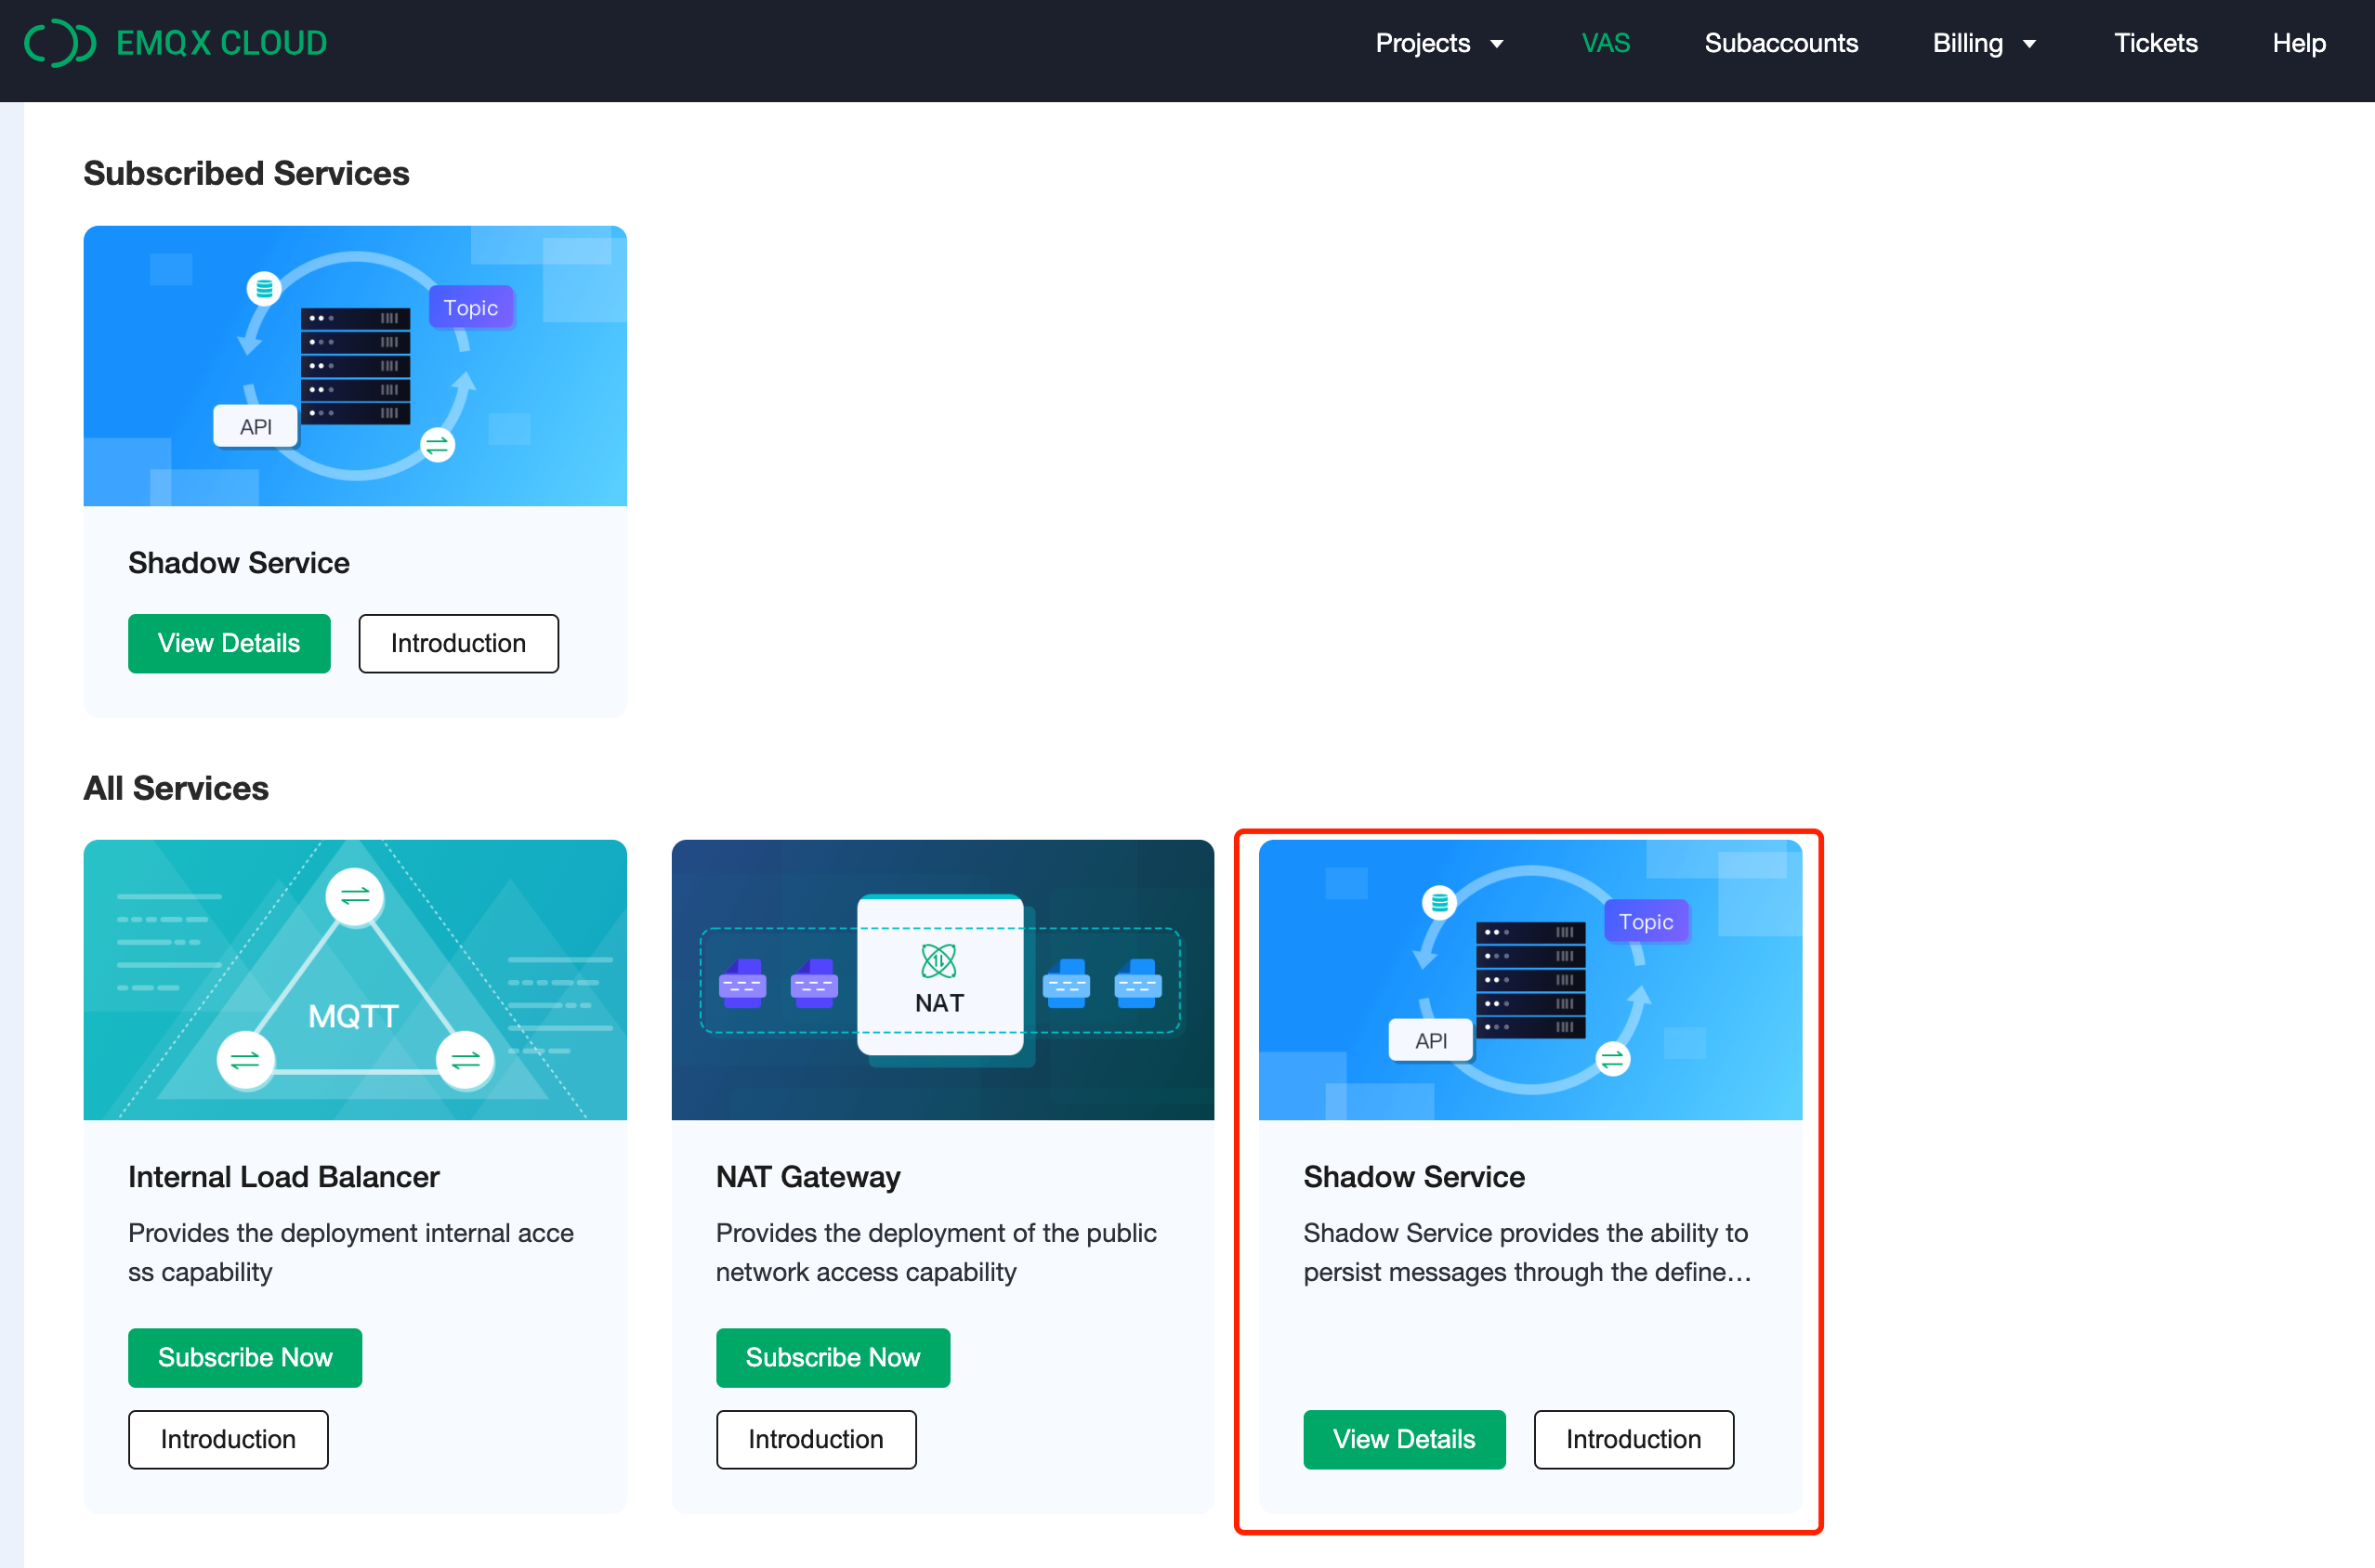 EMQX CLOUD
Projects
VAS
Subaccounts
Billing
Tickets
Help
Subscribed Services
Topic
API
Shadow Service
View Details
Introduction
All Services
MQTT
Internal Load Balancer
Provides the deployment internal acce
ss capability
Subscribe Now
Introduction
NAT
NAT Gateway
Provides the deployment of the public
network access capability
Subscribe Now
Introduction
Topic
API
Shadow Service
Shadow Service provides the ability to
persist messages through the define...
View Details
Introduction